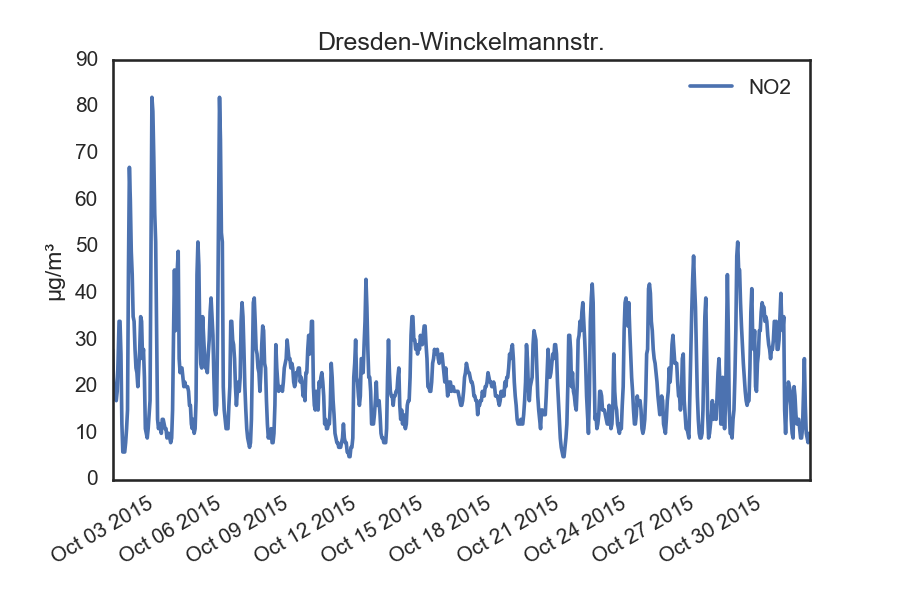 Dresden-Winckelmannstr.
90
80
70
60
50
40
30
20
10
0
µg/m³
NO2
Oct 03 2015
Oct 06 2015
Oct 09 2015
Oct 12 2015
Oct 15 2015
Oct 18 2015
Oct 21 2015
Oct 24 2015
Oct 27 2015
Oct 30 2015